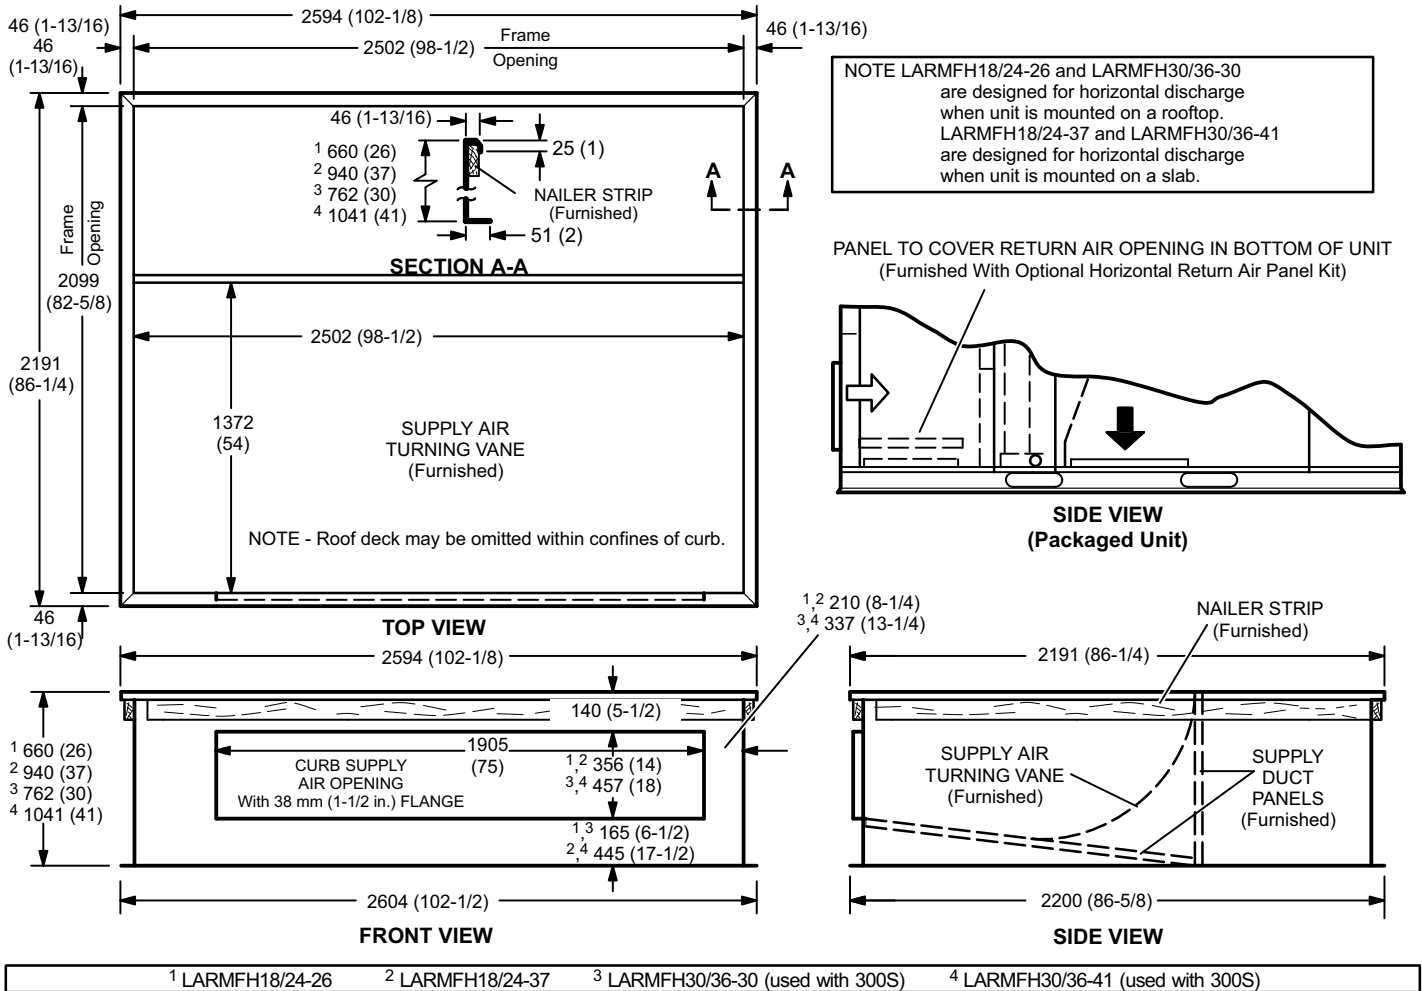 2594 (102-1/8)
46 (1-13/16)
46 (1-13/16)
46
(1-13/16)
2502 (98-1/2)
Frame
Opening
NOTE LARMFH18/24-26 and LARMFH30/36-30
are designed for horizontal discharge
when unit is mounted on a rooftop.
LARMFH18/24-37 and LARMFH30/36-41
are designed for horizontal discharge
when unit is mounted on a slab.
46 (1-13/16)
25 (1)
1 660 (26)
2 940 (37)
3 762 (30)
4 1041 (41)
NAILER STRIP
(Furnished)
51 (2)
SECTION A-A
A A
Frame
Opening
2099
(82-5/8)
2191
(86-1/4)
2502 (98-1/2)
1372
(54)
SUPPLY AIR
TURNING VANE
(Furnished)
NOTE - Roof deck may be omitted within confines of curb.
46
(1-13/16)
TOP VIEW
PANEL TO COVER RETURN AIR OPENING IN BOTTOM OF UNIT
(Furnished With Optional Horizontal Return Air Panel Kit)
SIDE VIEW
(Packaged Unit)
2594 (102-1/8)
1,2 210 (8-1/4)
3,4 337 (13-1/4)
140 (5-1/2)
1 660 (26)
2 940 (37)
3 762 (30)
4 1041 (41)
1905
(75)
CURB SUPPLY
AIR OPENING
With 38 mm (1-1/2 in.) FLANGE
1,2 356 (14)
3,4 457 (18)
1,3 165 (6-1/2)
2,4 445 (17-1/2)
2604 (102-1/2)
FRONT VIEW
NAILER STRIP
(Furnished)
2191 (86-1/4)
SUPPLY AIR
TURNING VANE
(Furnished)
SUPPLY
DUCT
PANELS
(Furnished)
2200 (86-5/8)
SIDE VIEW
1 LARMFH18/24-26 2 LARMFH18/24-37 3 LARMFH30/36-30 (used with 300S) 4 LARMFH30/36-41 (used with 300S)